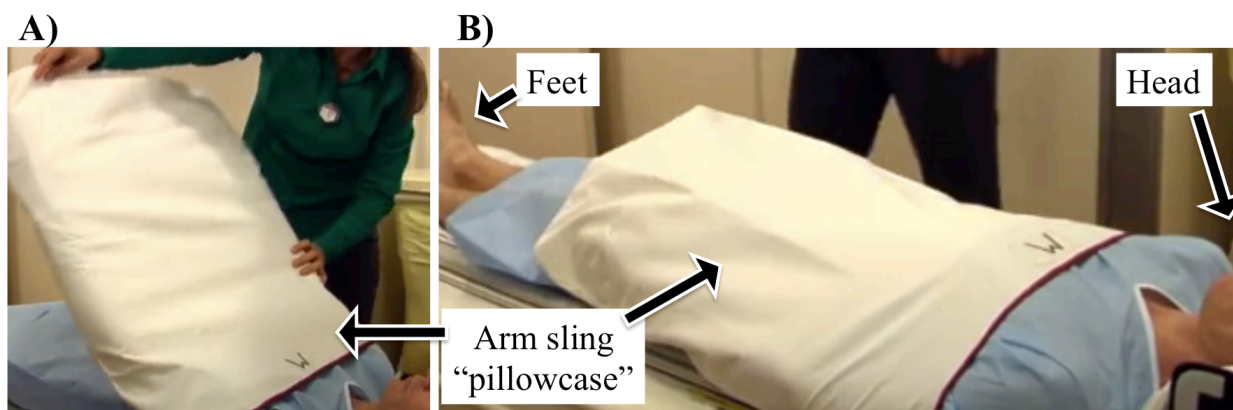 A)
B)
Feet
Head
W
W
Arm sling
“pillowcase”